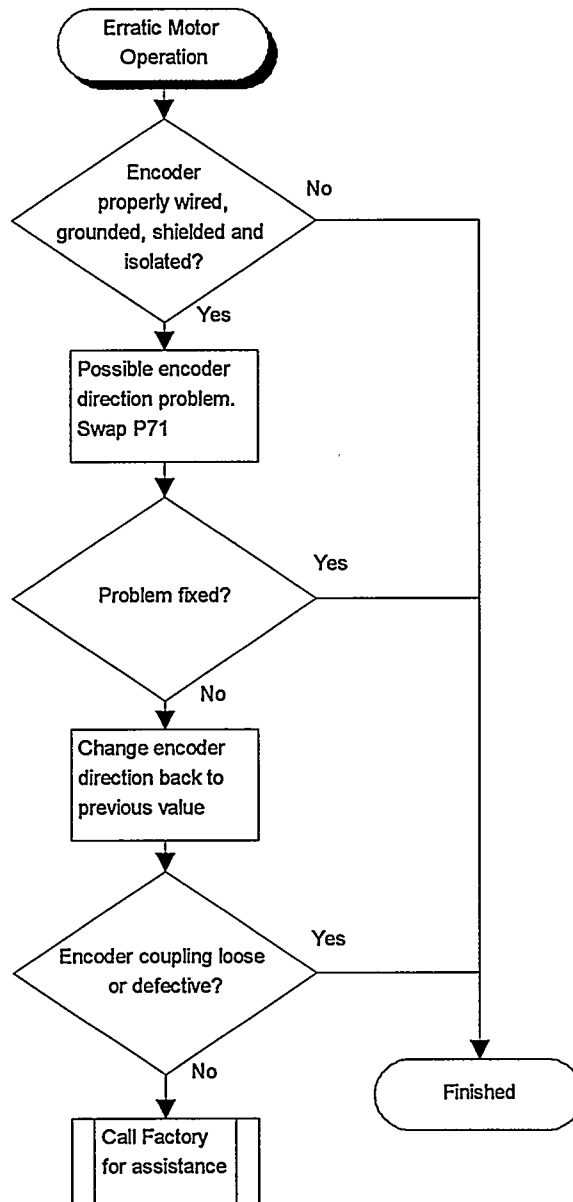 Erratic Motor
Operation
Encoder
properly wired,
grounded, shielded and
isolated?
No
Yes
Possible encoder
direction problem.
Swap P71
Problem fixed?
Yes
No
Change encoder
direction back to
previous value
Encoder coupling loose
or defective?
Yes
No
Finished
Call Factory
for assistance